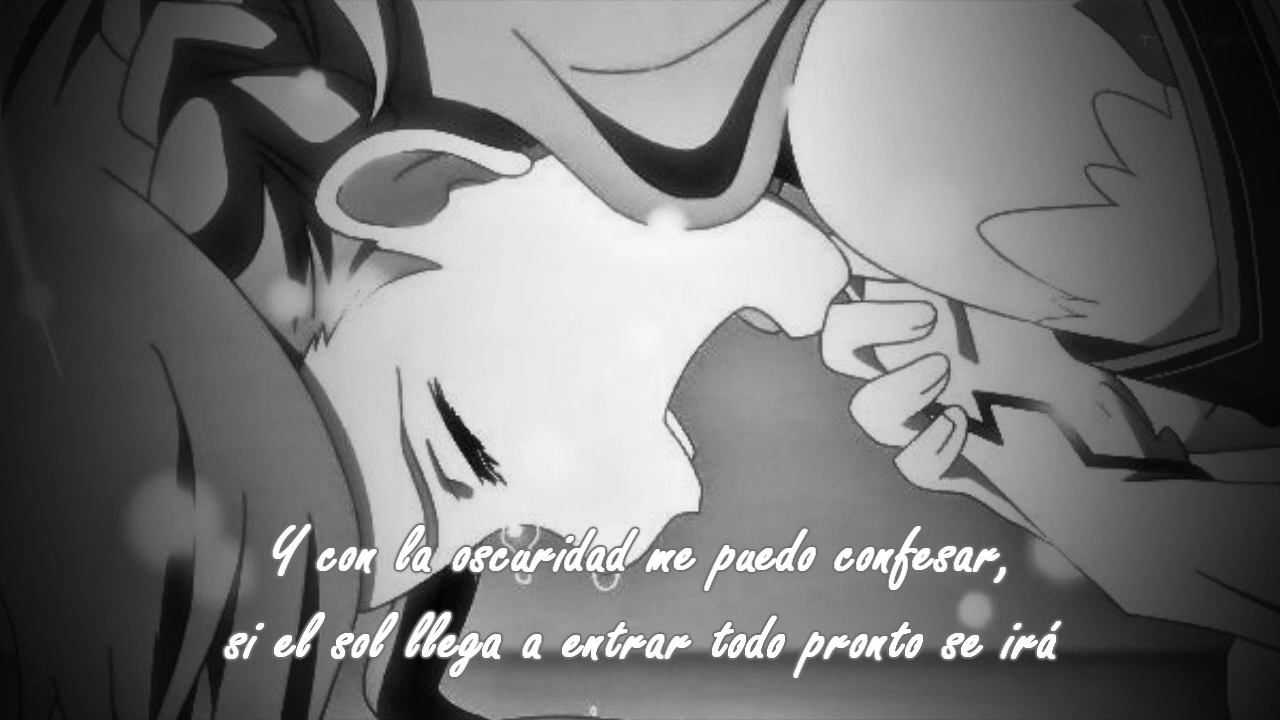 Y con la oscuridad me puedo confesar,
si el sol llega a entrar todo pronto se irá